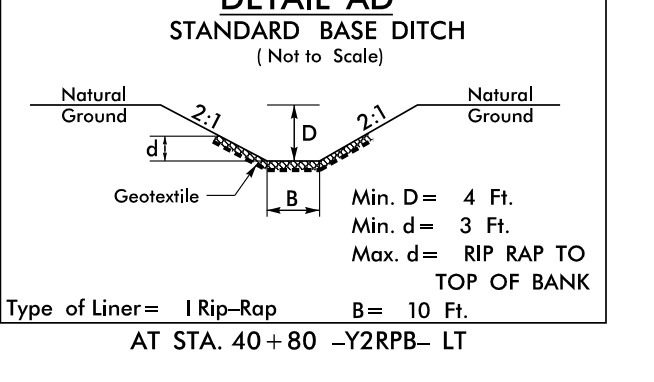 DETAIL AD
STANDARD BASE DITCH
( Not to Scale)
Natural
Ground
2:1
D
2:1
Natural
Ground
d
Geotextile
B
Min. D= 4 Ft.
Min. d= 3 Ft.
Max. d= RIP RAP TO
TOP OF BANK
Type of Liner= I Rip-Rap
B= 10 Ft.
AT STA. 40+80 -Y2RPB- LT